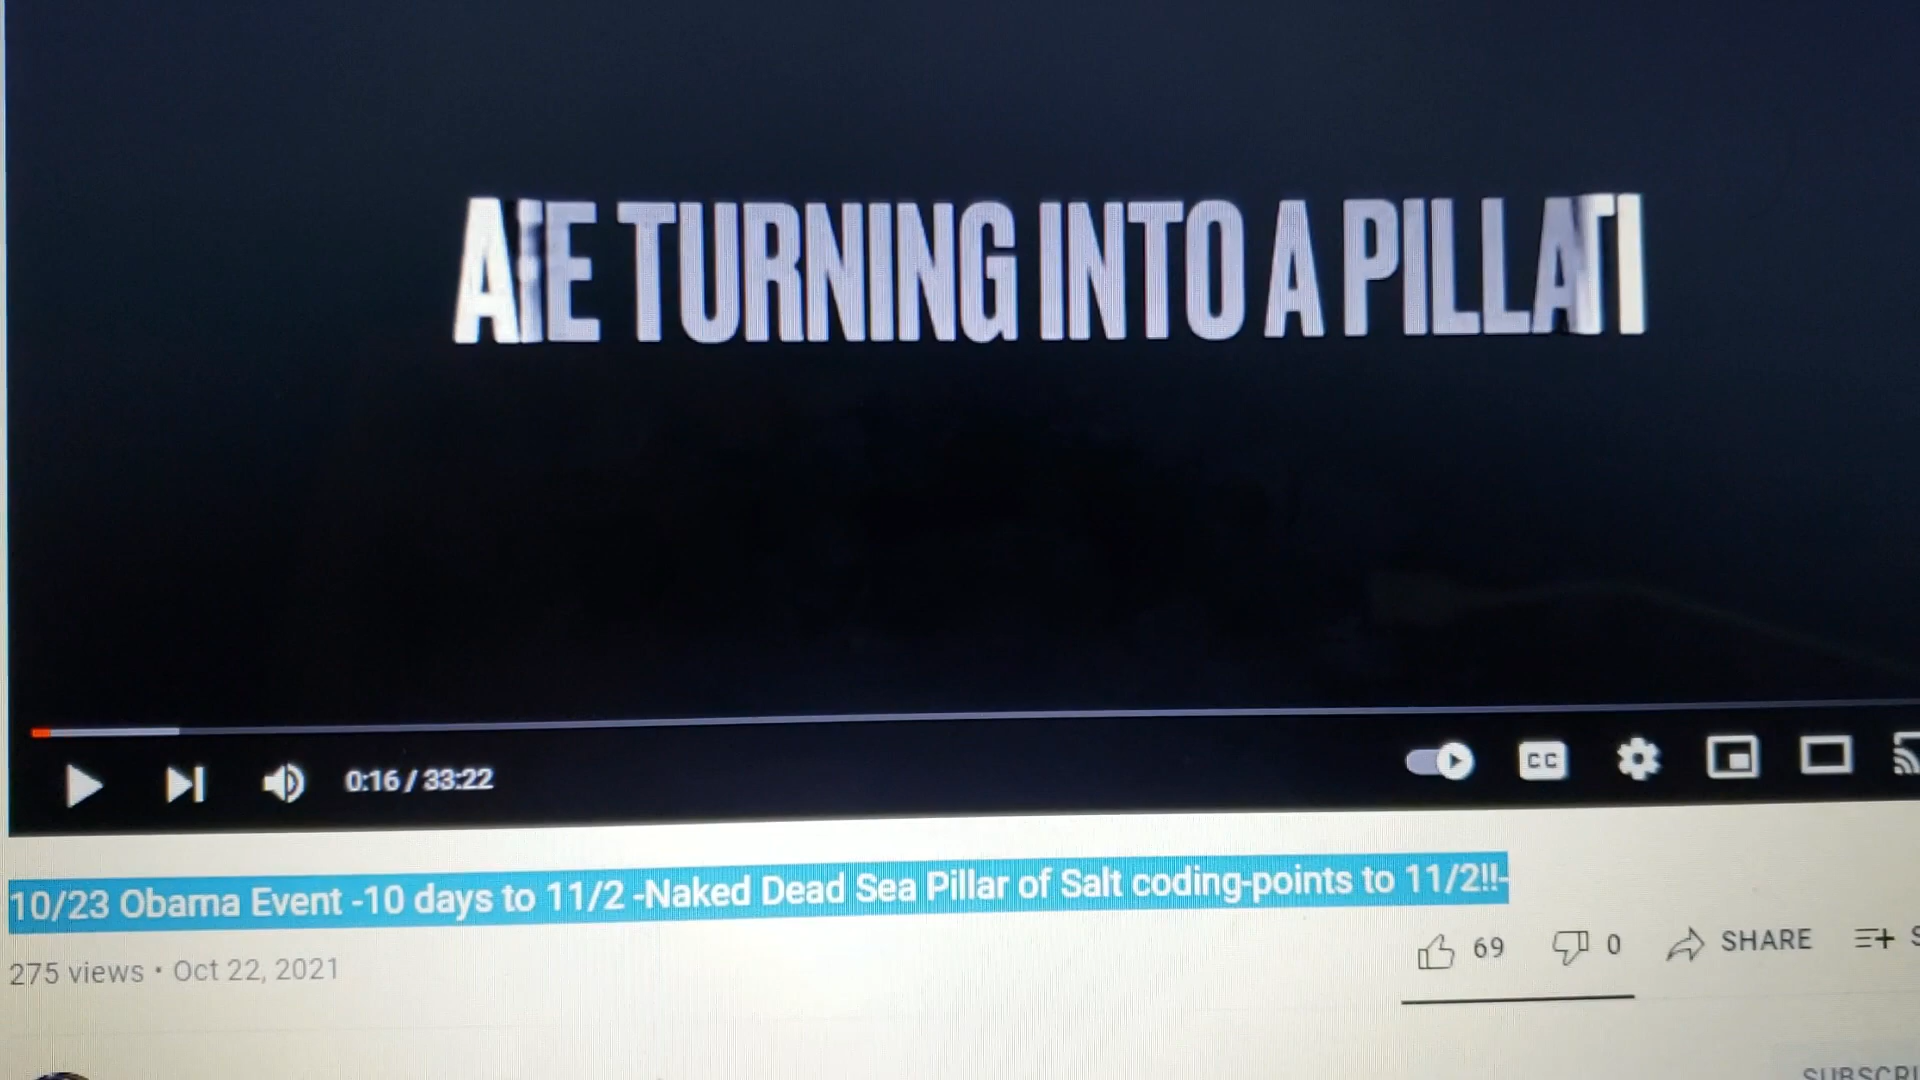 TURNING INTO A
0:16 / 33:22
CC
10/23 Obama Event -10 days to 11/2 -Naked Dead Sea Pillar of Salt coding-points to 11/2!!-
275 views • Oct 22, 2021
69
0
SHARE